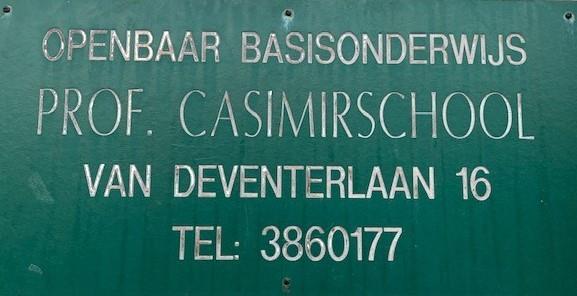 OPENBAAR BASISONDERWIJS
PROF. CASIMIRSCHOOL
VAN DEVENTERLAAN 16
TEL: 3860177